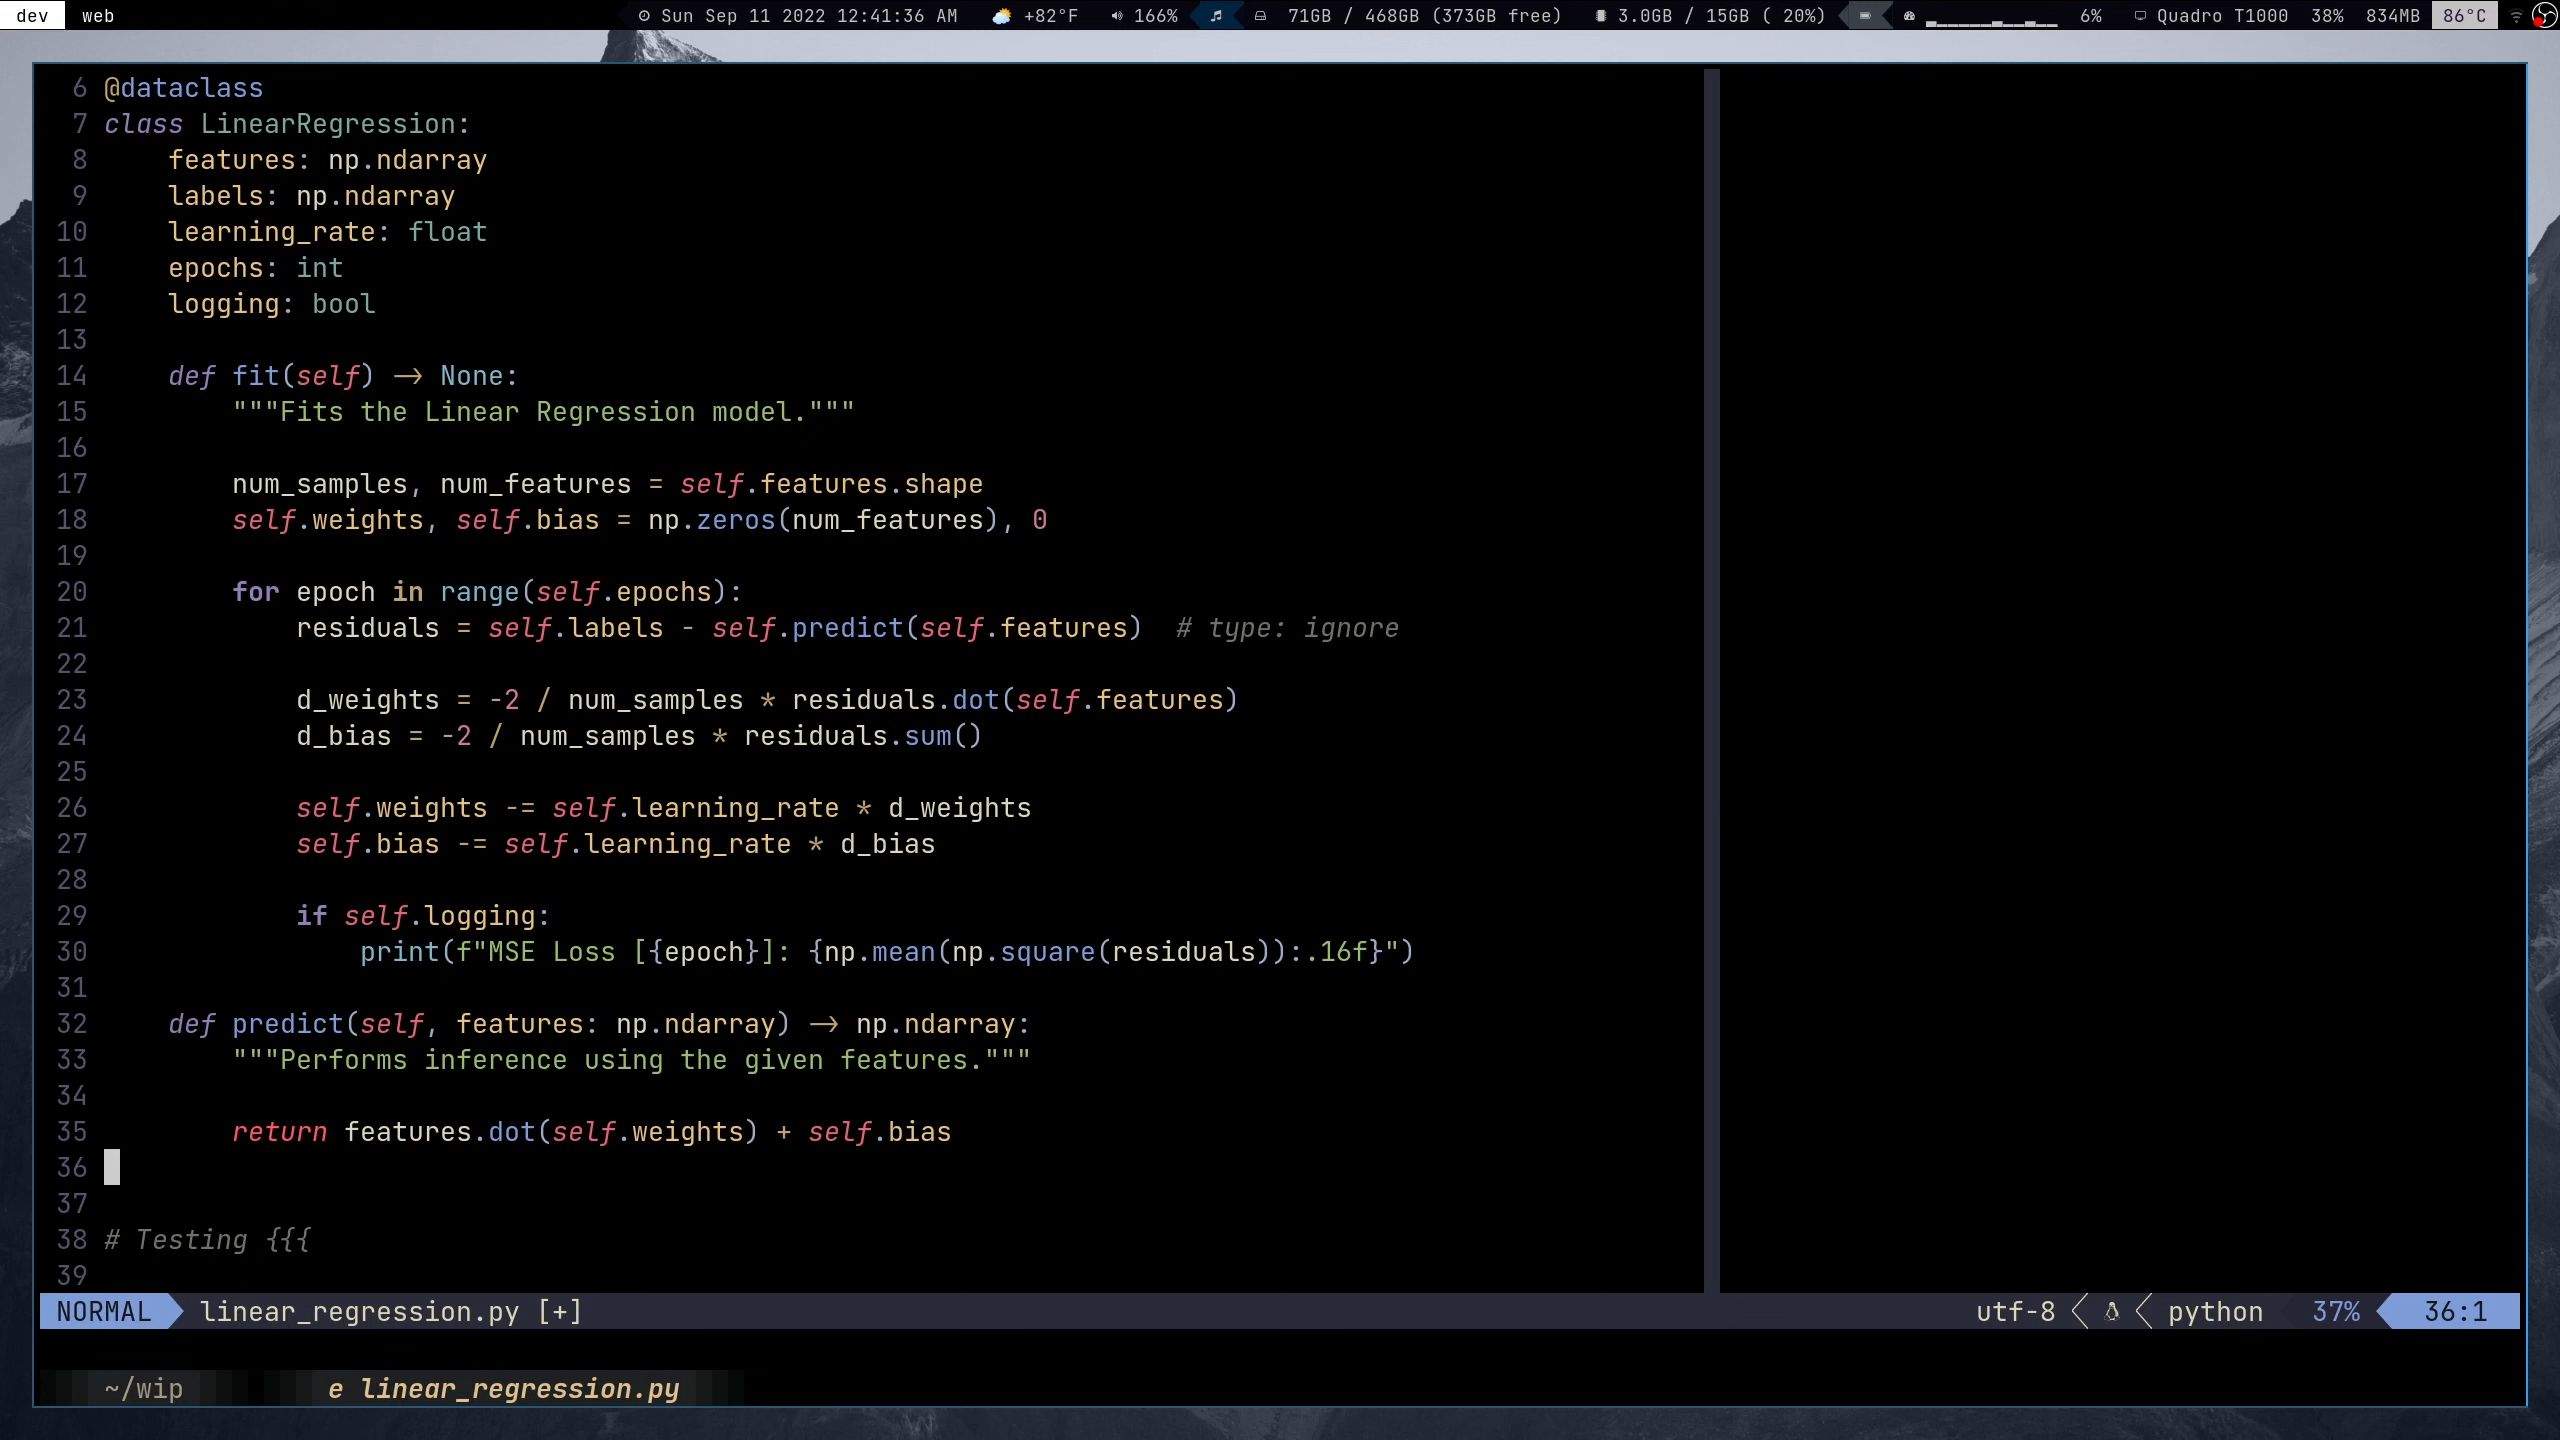 dev web Sun Sep 11 2022 12:41:36 AM +82°F 166% 71GB / 468GB (373GB free) 3.0GB / 15GB ( 20%) 6% Quadro T1000 38% 834MB 86°C
6 @dataclass
7 class LinearRegression:
8     features: np.ndarray
9     labels: np.ndarray
10     learning_rate: float
11     epochs: int
12     logging: bool
13
14     def fit(self) -> None:
15         """Fits the Linear Regression model."""
16
17         num_samples, num_features = self.features.shape
18         self.weights, self.bias = np.zeros(num_features), 0
19
20         for epoch in range(self.epochs):
21             residuals = self.labels - self.predict(self.features)  # type: ignore
22
23             d_weights = -2 / num_samples * residuals.dot(self.features)
24             d_bias = -2 / num_samples * residuals.sum()
25
26             self.weights -= self.learning_rate * d_weights
27             self.bias -= self.learning_rate * d_bias
28
29             if self.logging:
30                 print(f"MSE Loss [{epoch}]: {np.mean(np.square(residuals)):.16f}")
31
32     def predict(self, features: np.ndarray) -> np.ndarray:
33         """Performs inference using the given features."""
34
35         return features.dot(self.weights) + self.bias
36
37
38 # Testing {{{
39
NORMAL linear_regression.py [+] utf-8 python 37% 36:1
~/wip e linear_regression.py